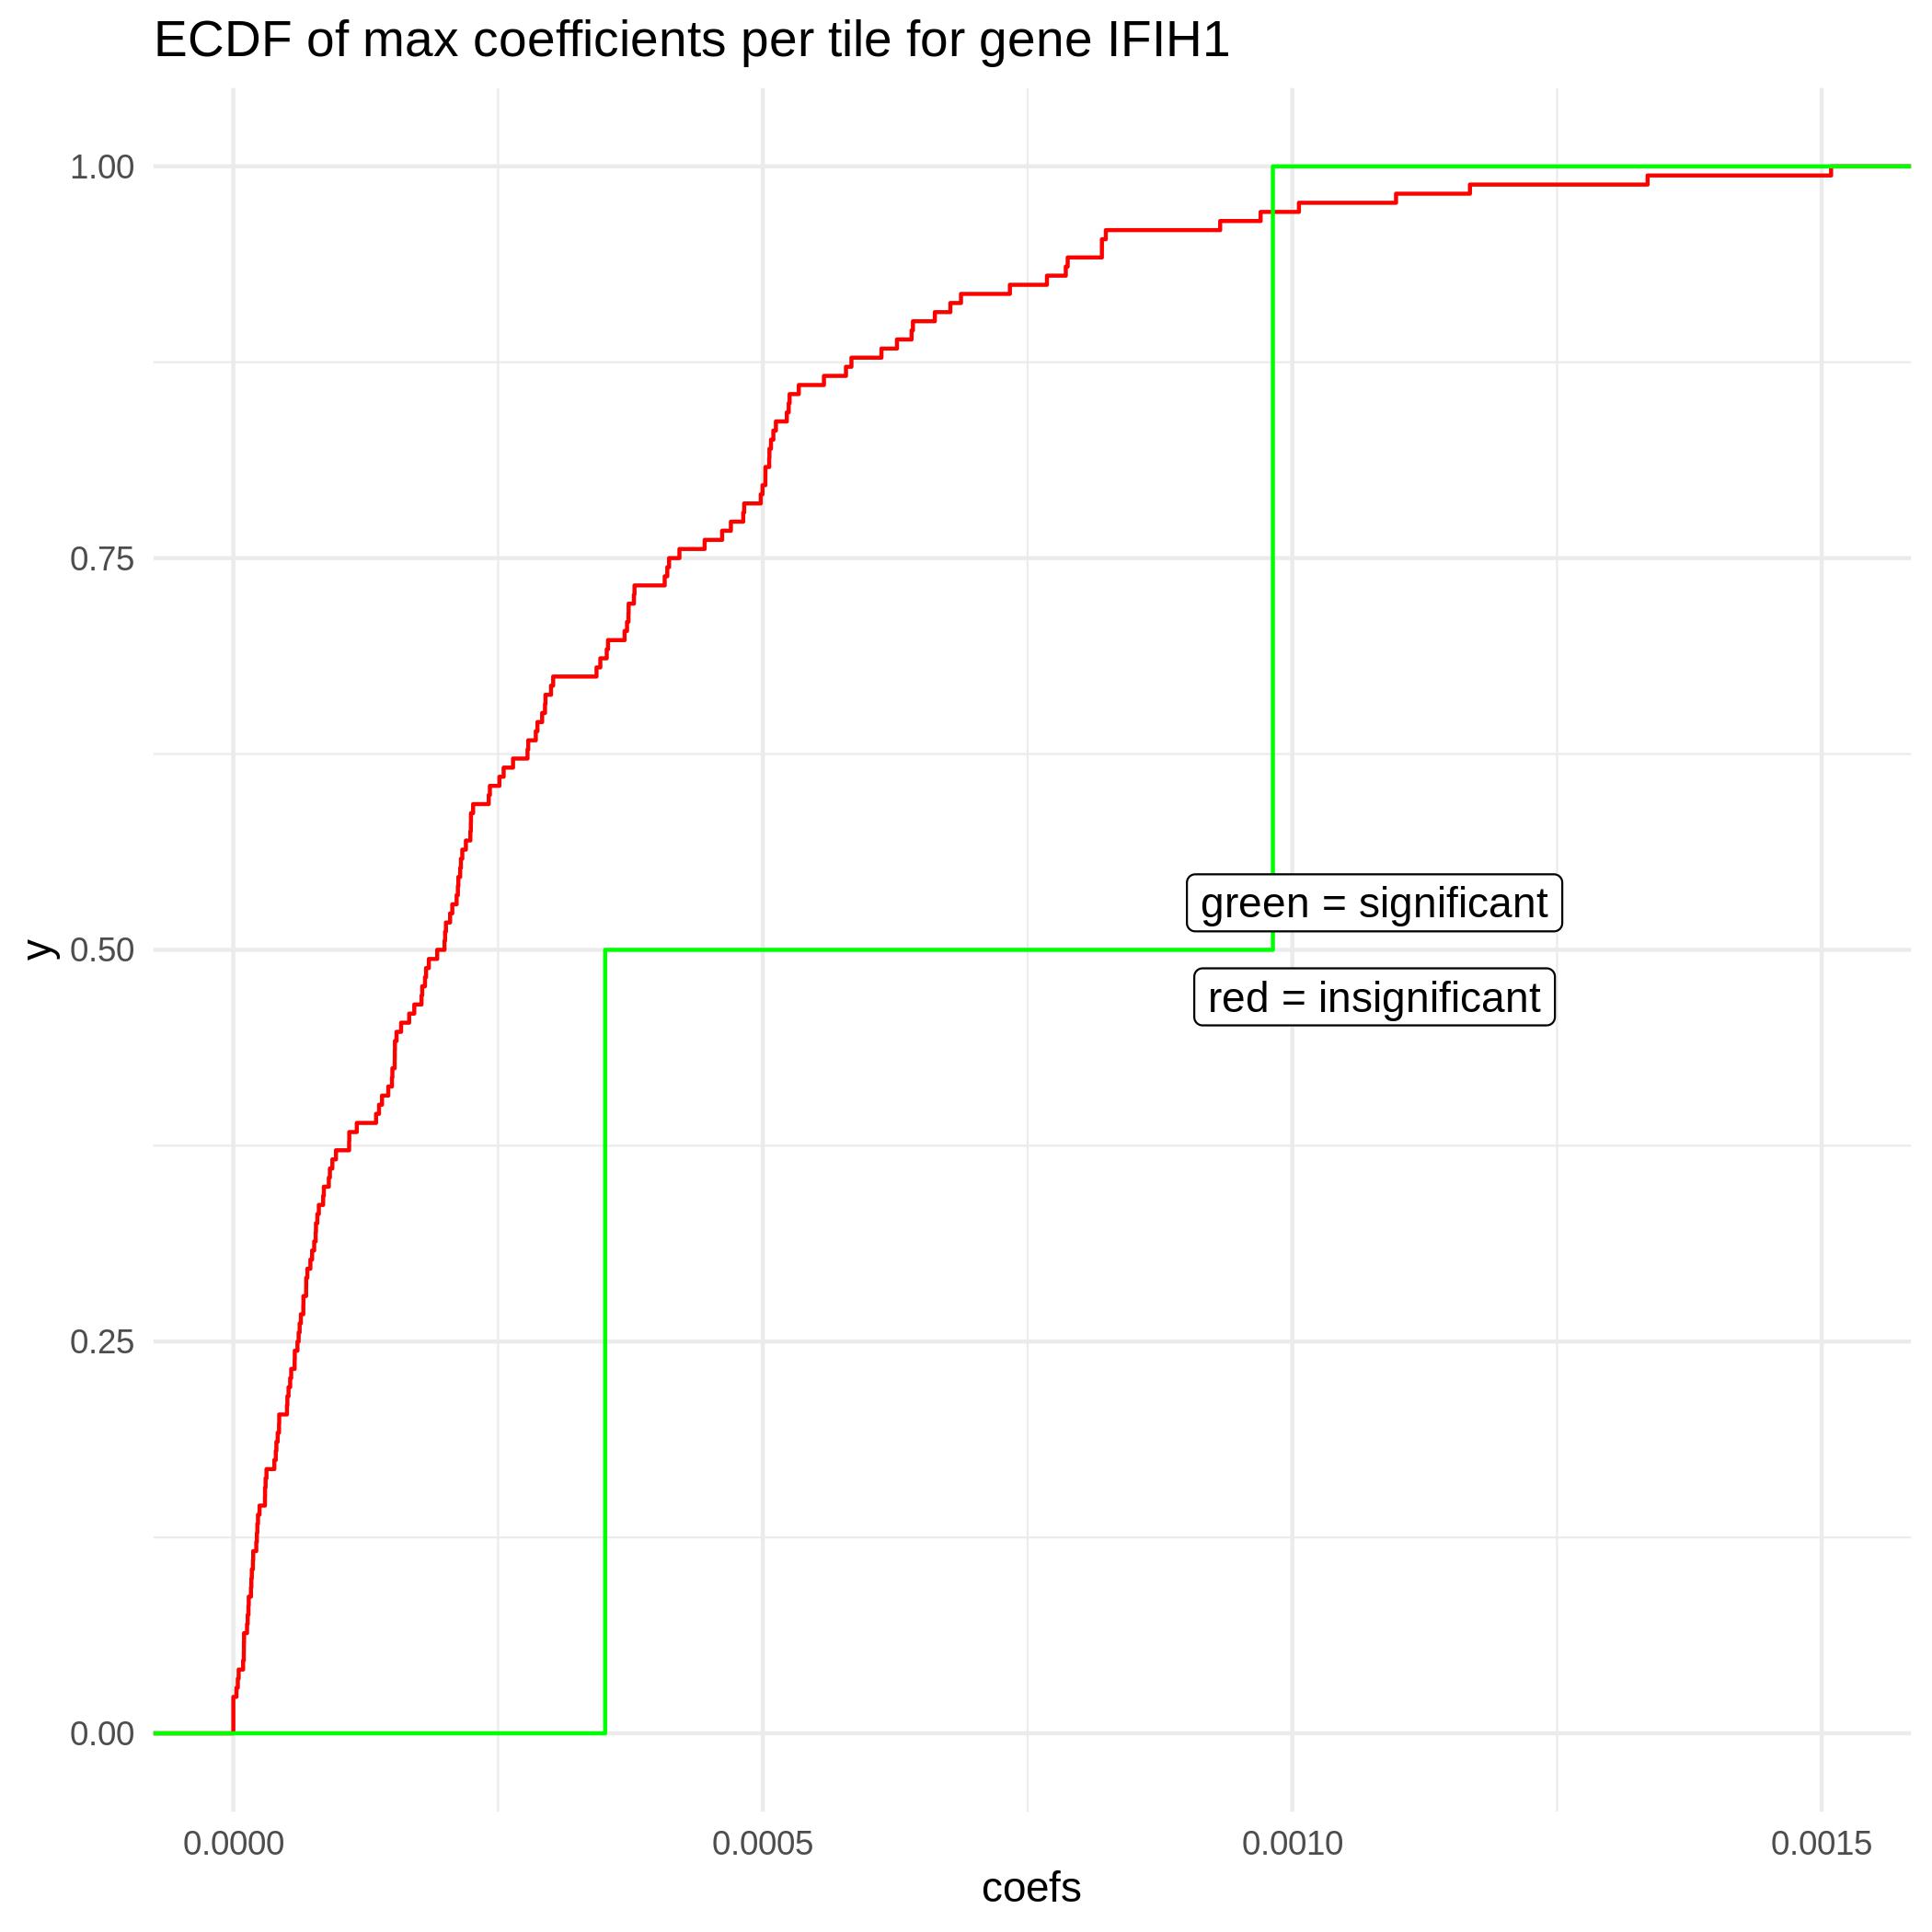 ECDF of max coefficients per tile for gene IFIH1
1.00
0.75
0.50
0.25
0.00
y
green = significant
red = insignificant
0.0000 0.0005 0.0010 0.0015
coefs